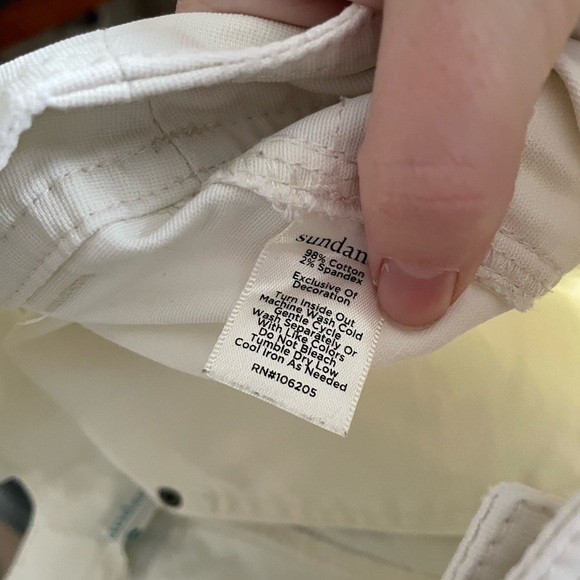 sundan
98% Cotton
2% Spandex
Exclusive Of
Decoration
Turn Inside Out
Machine Wash Cold
Gentle Cycle
Wash Separately Or
With Like Colors
Do Not Bleach
Tumble Dry Low
Cool Iron As Needed
RN#106205